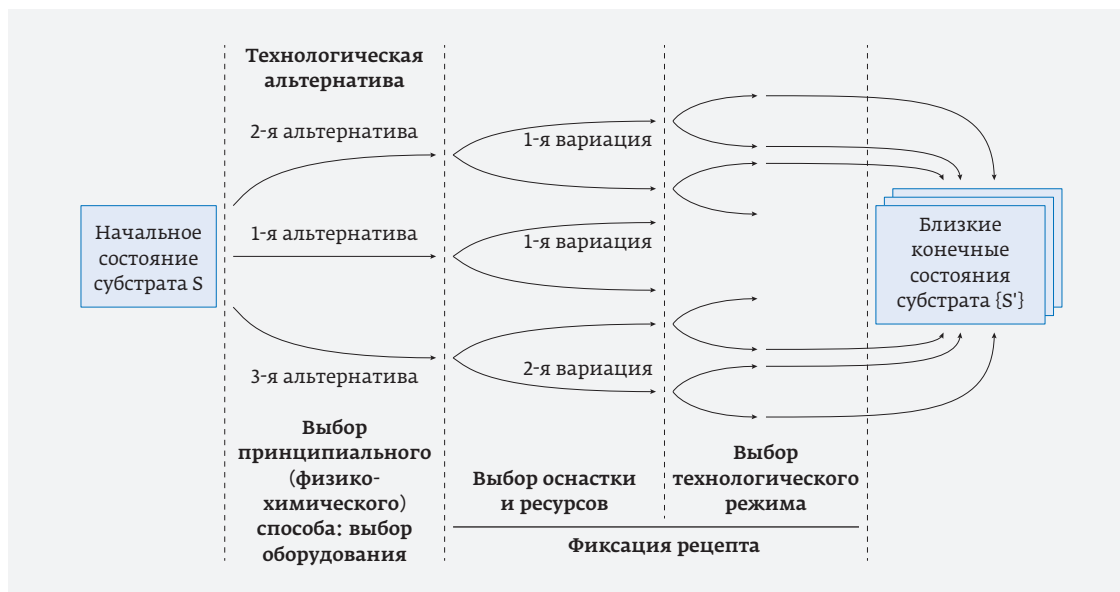 Технологическая
альтернатива
2-я альтернатива
1-я вариация
Начальное
состояние
субстрата S
1-я альтернатива
1-я вариация
Близкие
конечные
состояния
субстрата {S'}
3-я альтернатива
2-я вариация
Выбор
принципиального
(физико-
химического)
способа: выбор
оборудования
Выбор оснастки
и ресурсов
Выбор
технологического
режима
Фиксация рецепта